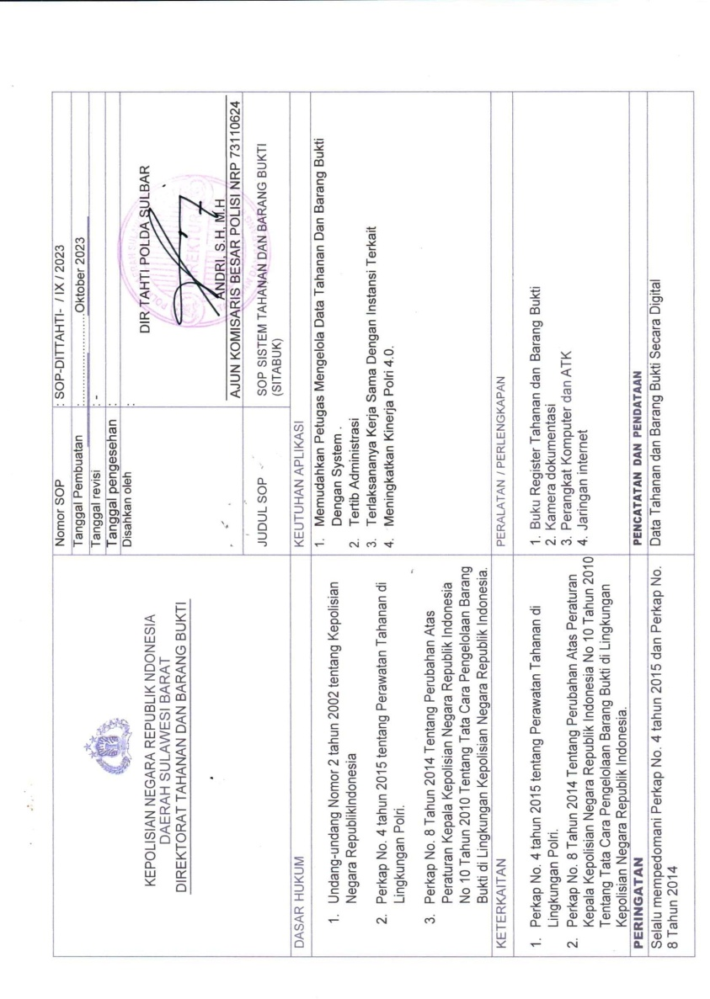 KEPOLISIAN NEGARA REPUBLIK NDONESIA
DAERAH SULAWESI BARAT
DIREKTORAT TAHANAN DAN BARANG BUKTI
Nomor SOP : SOP-DITTAHTI- / IX / 2023
Tanggal Pembuatan : ........................Oktober 2023
Tanggal revisi : -
Tanggal pengesehan :
Disahkan oleh :
DIR TAHTI POLDA SULBAR
ANDRI, S.H, M.H
AJUN KOMISARIS BESAR POLISI NRP 73110624
JUDUL SOP
SOP SISTEM TAHANAN DAN BARANG BUKTI
(SITABUK)
DASAR HUKUM
1. Undang-undang Nomor 2 tahun 2002 tentang Kepolisian
Negara RepublikIndonesia
2. Perkap No. 4 tahun 2015 tentang Perawatan Tahanan di
Lingkungan Polri.
3. Perkap No. 8 Tahun 2014 Tentang Perubahan Atas
Peraturan Kepala Kepolisian Negara Republik Indonesia
No 10 Tahun 2010 Tentang Tata Cara Pengelolaan Barang
Bukti di Lingkungan Kepolisian Negara Republik Indonesia.
KEUTUHAN APLIKASI
1. Memudahkan Petugas Mengelola Data Tahanan Dan Barang Bukti
Dengan System .
2. Tertib Administrasi
3. Terlaksananya Kerja Sama Dengan Instansi Terkait
4. Meningkatkan Kinerja Polri 4.0.
KETERKAITAN
1. Perkap No. 4 tahun 2015 tentang Perawatan Tahanan di
Lingkungan Polri.
2. Perkap No. 8 Tahun 2014 Tentang Perubahan Atas Peraturan
Kepala Kepolisian Negara Republik Indonesia No 10 Tahun 2010
Tentang Tata Cara Pengelolaan Barang Bukti di Lingkungan
Kepolisian Negara Republik Indonesia.
PERALATAN / PERLENGKAPAN
1. Buku Register Tahanan dan Barang Bukti
2. Kamera dokumentasi
3. Perangkat Komputer dan ATK
4. Jaringan internet
PERINGATAN
Selalu mempedomani Perkap No. 4 tahun 2015 dan Perkap No.
8 Tahun 2014
PENCATATAN DAN PENDATAAN
Data Tahanan dan Barang Bukti Secara Digital